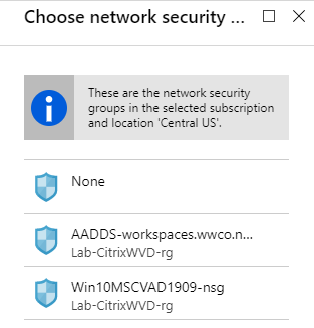 Choose network security ...
These are the network security
groups in the selected subscription
and location 'Central US'.
None
AADDS-workspaces.wwco.n...
Lab-CitrixWVD-rg
Win10MSCVAD1909-nsg
Lab-CitrixWVD-rg